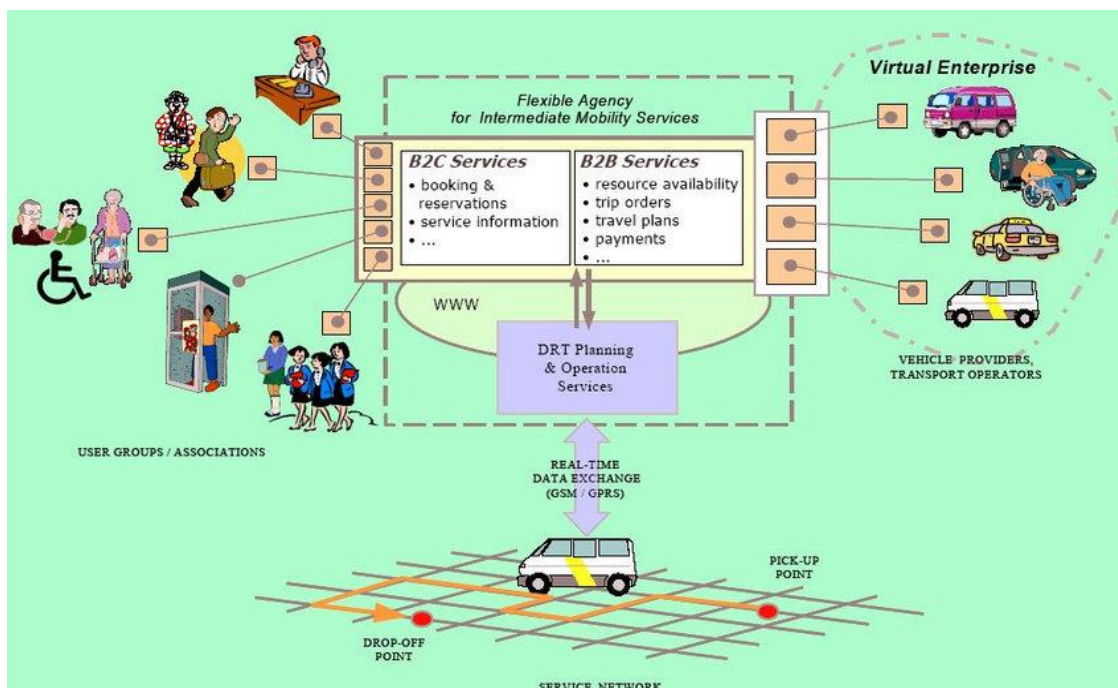 Virtual Enterprise
Flexible Agency
for Intermediate Mobility Services
B2C Services
• booking &
reservations
• service information
• ...
B2B Services
• resource availability
• trip orders
• travel plans
• payments
• ...
WWW
DRT Planning
& Operation
Services
VEHICLE PROVIDERS,
TRANSPORT OPERATORS
USER GROUPS / ASSOCIATIONS
REAL-TIME
DATA EXCHANGE
(GSM / GPRS)
PICK-UP
POINT
DROP-OFF
POINT
SERVICE NETWORK